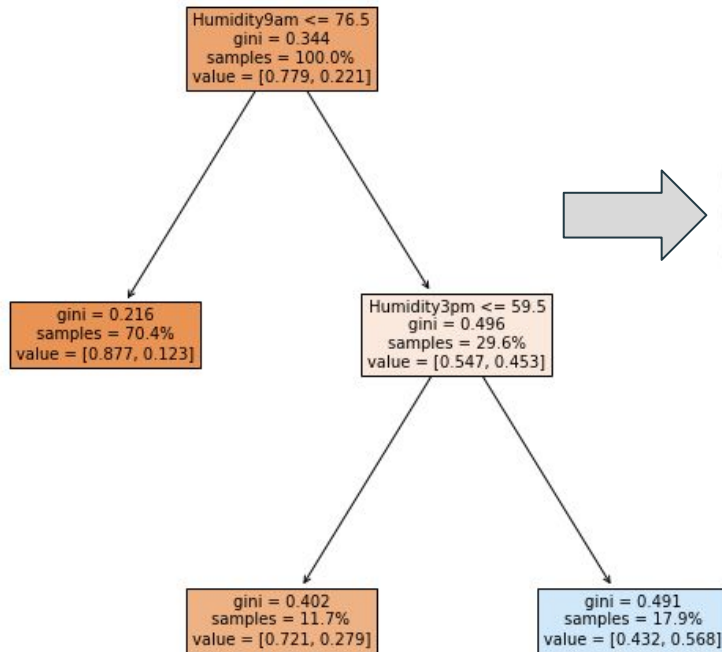 Humidity9am <= 76.5
gini = 0.344
samples = 100.0%
value = [0.779, 0.221]
gini = 0.216
samples = 70.4%
value = [0.877, 0.123]
Humidity3pm <= 59.5
gini = 0.496
samples = 29.6%
value = [0.547, 0.453]
gini = 0.402
samples = 11.7%
value = [0.721, 0.279]
gini = 0.491
samples = 17.9%
value = [0.432, 0.568]